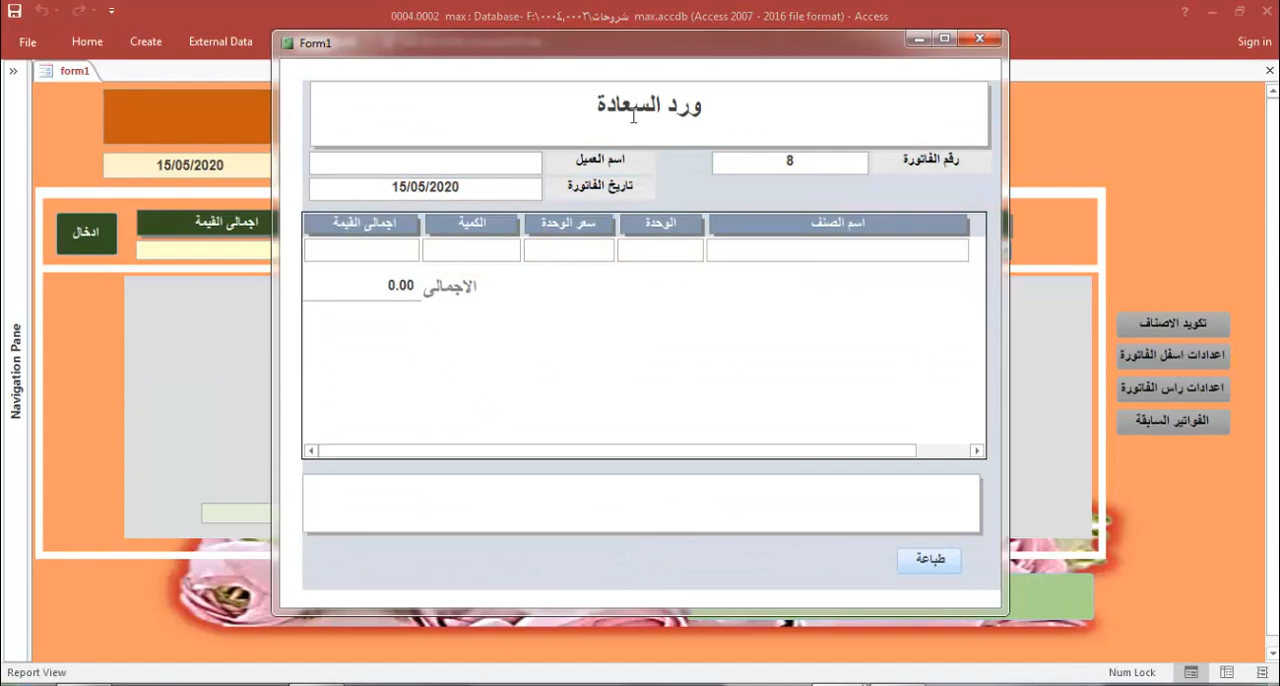 0004.0002 max : Database- F:\شروحات\٠٠٠٤,٠٠٠٢ max.accdb (Access 2007 - 2016 file format) - Access
File Home Create External Data
Sign in
form1
Form1
ورد السعادة
رقم الفاتورة 8 اسم العميل
تاريخ الفاتورة 15/05/2020
15/05/2020
اسم الصنف الوحدة سعر الوحدة الكمية اجمالى القيمة
الاجمالى 0.00
اجمالى القيمة ادخال
تكويد الاصناف
اعدادات اسفل الفاتورة
اعدادات راس الفاتورة
الفواتير السابقة
طباعة
Navigation Pane
Report View
Num Lock